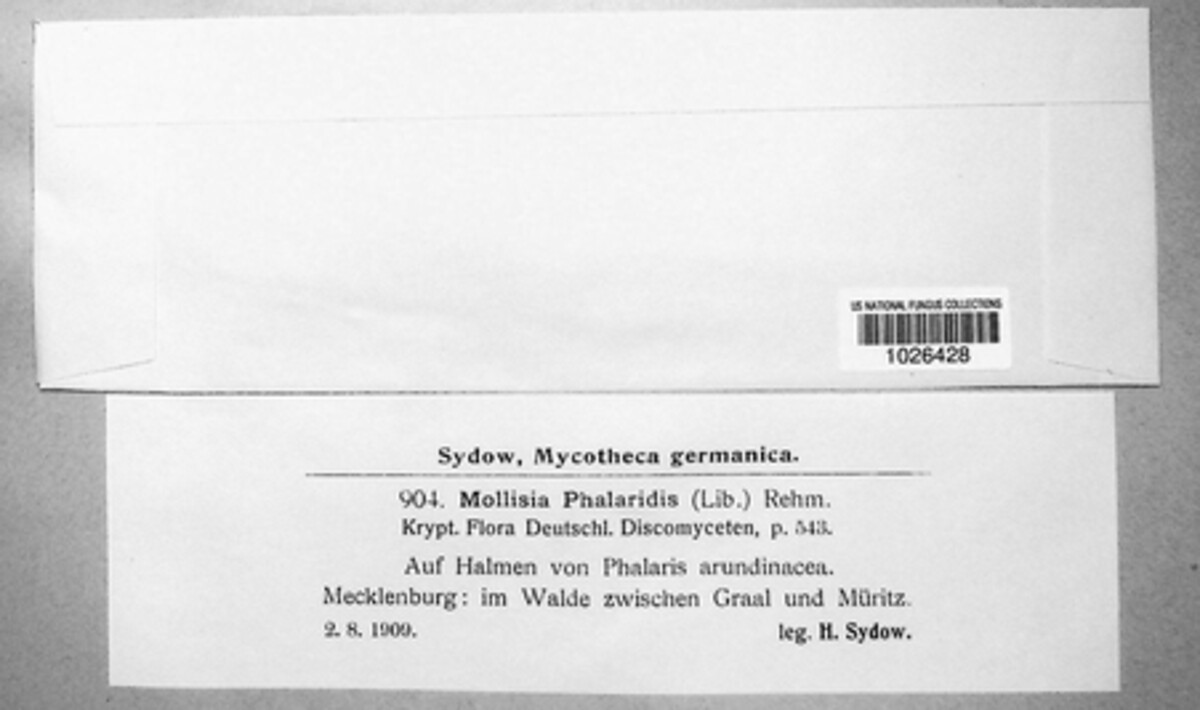 US NATIONAL FUNGUS COLLECTIONS
1026428
Sydow, Mycotheca germanica.
904. Mollisia Phalaridis (Lib.) Rehm.
Krypt. Flora Deutschl. Discomyceten, p. 543.
Auf Halmen von Phalaris arundinacea.
Mecklenburg: im Walde zwischen Graal und Müritz.
2. 8. 1909. leg. H. Sydow.